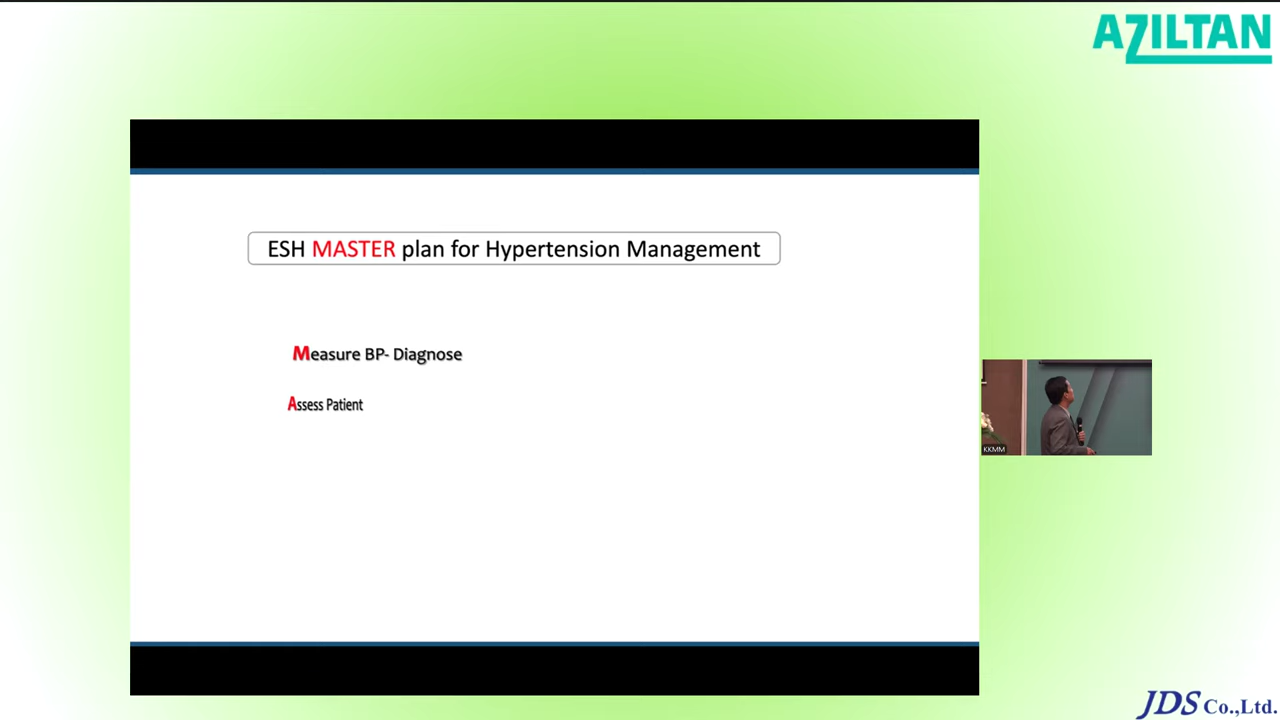 AZILTAN
ESH MASTER plan for Hypertension Management
Measure BP- Diagnose
Assess Patient
KKMM
JDS Co.,Ltd.